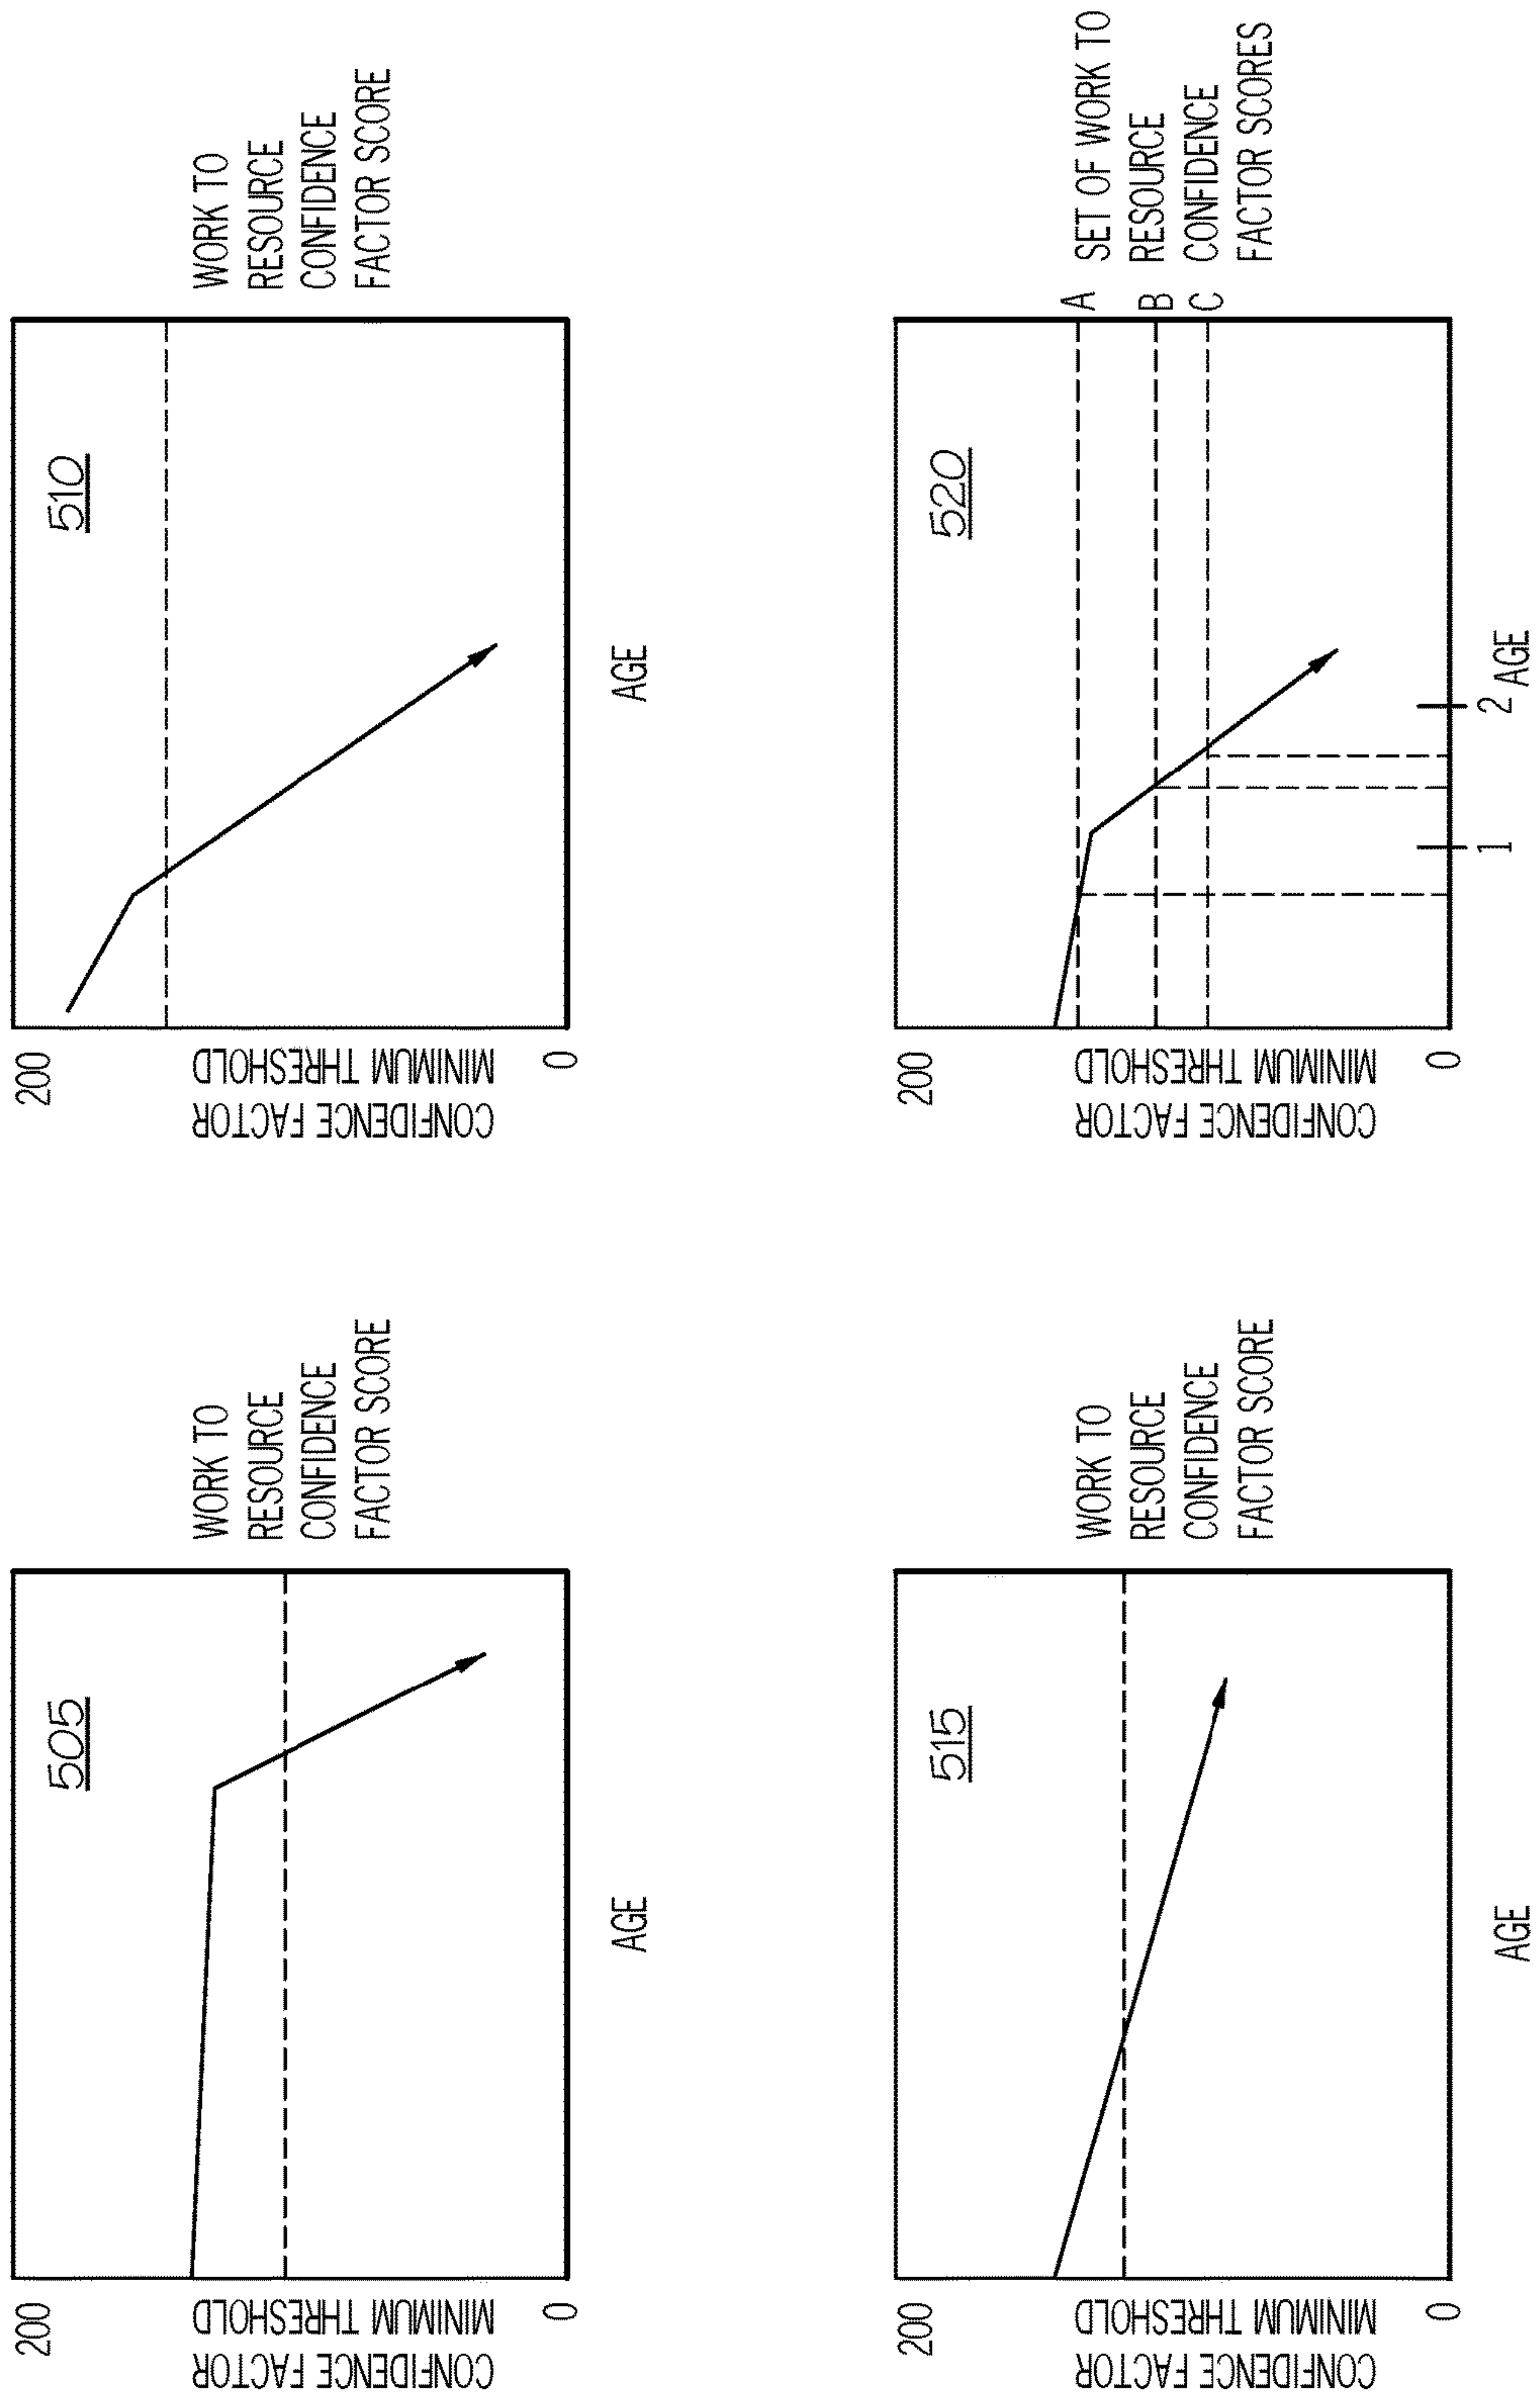 505
200
CONFIDENCE FACTOR
MINIMUM THRESHOLD
0
WORK TO
RESOURCE
CONFIDENCE
FACTOR SCORE
AGE
510
200
CONFIDENCE FACTOR
MINIMUM THRESHOLD
0
WORK TO
RESOURCE
CONFIDENCE
FACTOR SCORE
AGE
515
200
CONFIDENCE FACTOR
MINIMUM THRESHOLD
0
WORK TO
RESOURCE
CONFIDENCE
FACTOR SCORE
AGE
520
200
CONFIDENCE FACTOR
MINIMUM THRESHOLD
0
A
B
C
SET OF WORK TO
RESOURCE
CONFIDENCE
FACTOR SCORES
1
2
AGE